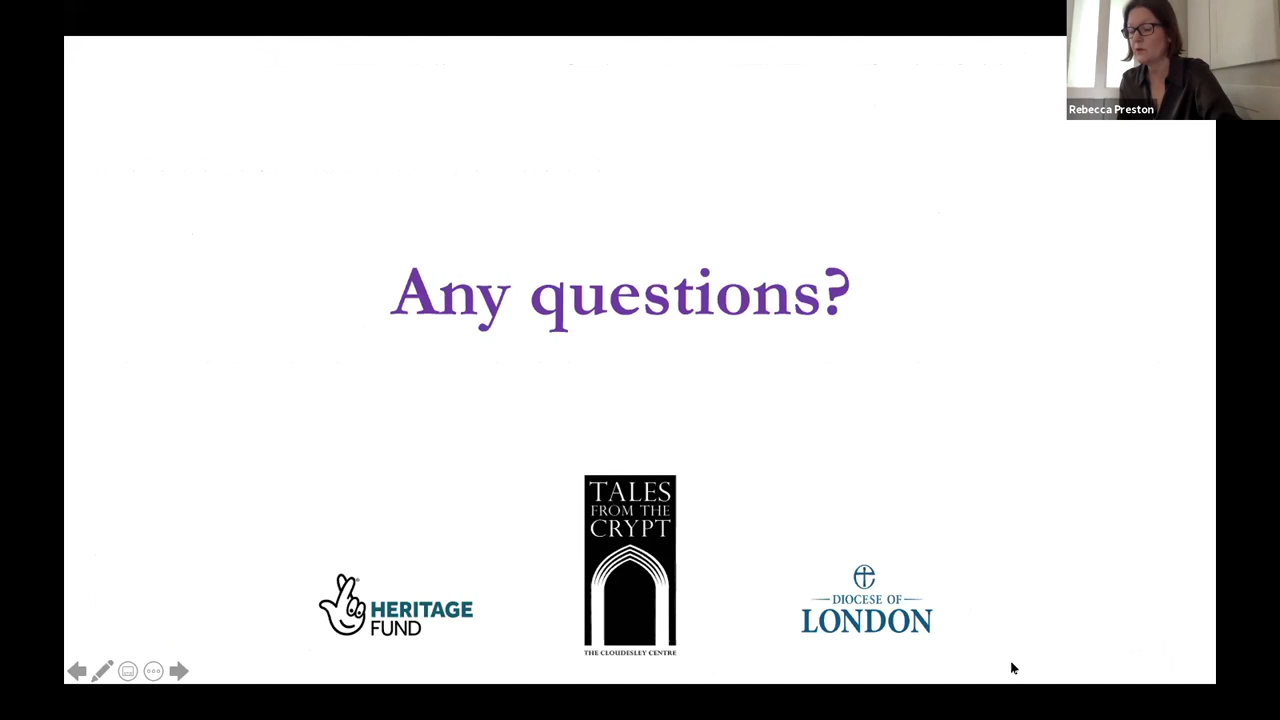 Rebecca Preston
Any questions?
TALES
FROM THE
CRYPT
THE CLOUDESLEY CENTRE
HERITAGE
FUND
DIOCESE OF
LONDON